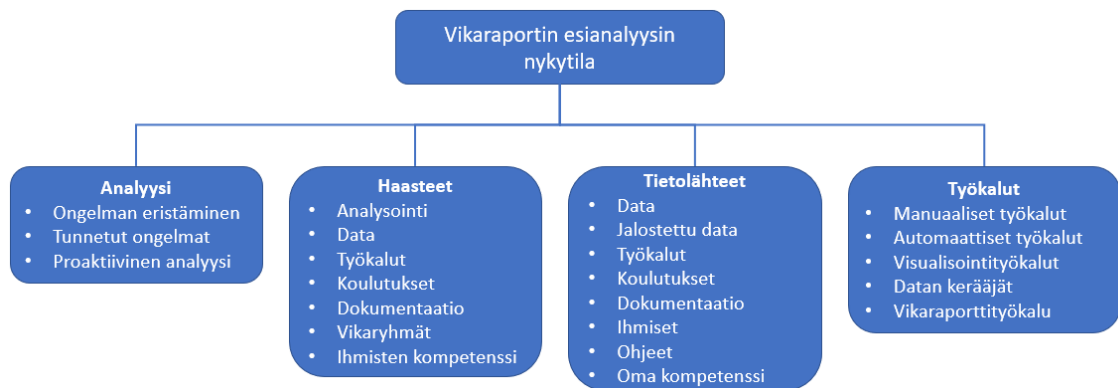 Vikaraportin esianalyysin
nykytila
Analyysi
• Ongelman eristäminen
• Tunnetut ongelmat
• Proaktiivinen analyysi
Haasteet
• Analysointi
• Data
• Työkalut
• Koulutukset
• Dokumentaatio
• Vikaryhmät
• Ihmisten kompetenssi
Tietolähteet
• Data
• Jalostettu data
• Työkalut
• Koulutukset
• Dokumentaatio
• Ihmiset
• Ohjeet
• Oma kompetenssi
Työkalut
• Manuaaliset työkalut
• Automaattiset työkalut
• Visualisointityökalut
• Datan kerääjät
• Vikaraporttityökalu